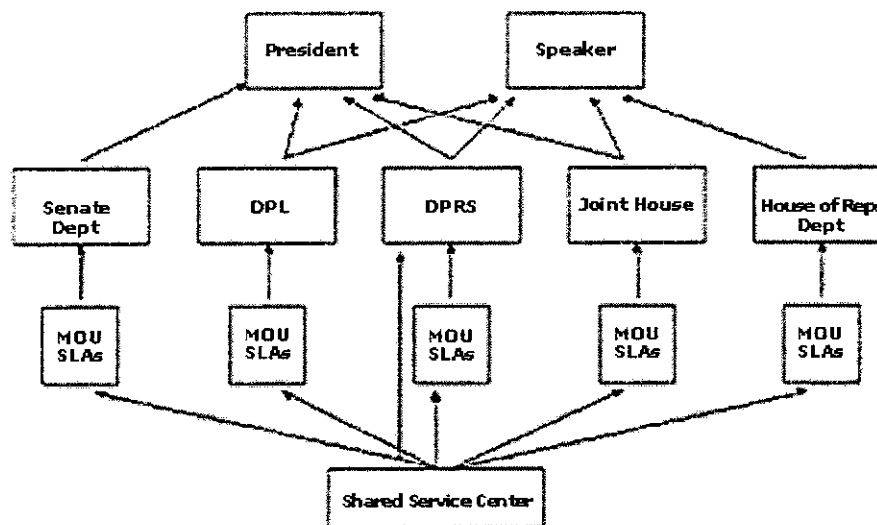 President
Speaker
Senate
Dept
DPL
DPRS
Joint House
House of Reps
Dept
MOU
SLAs
MOU
SLAs
MOU
SLAs
MOU
SLAs
MOU
SLAs
Shared Service Center